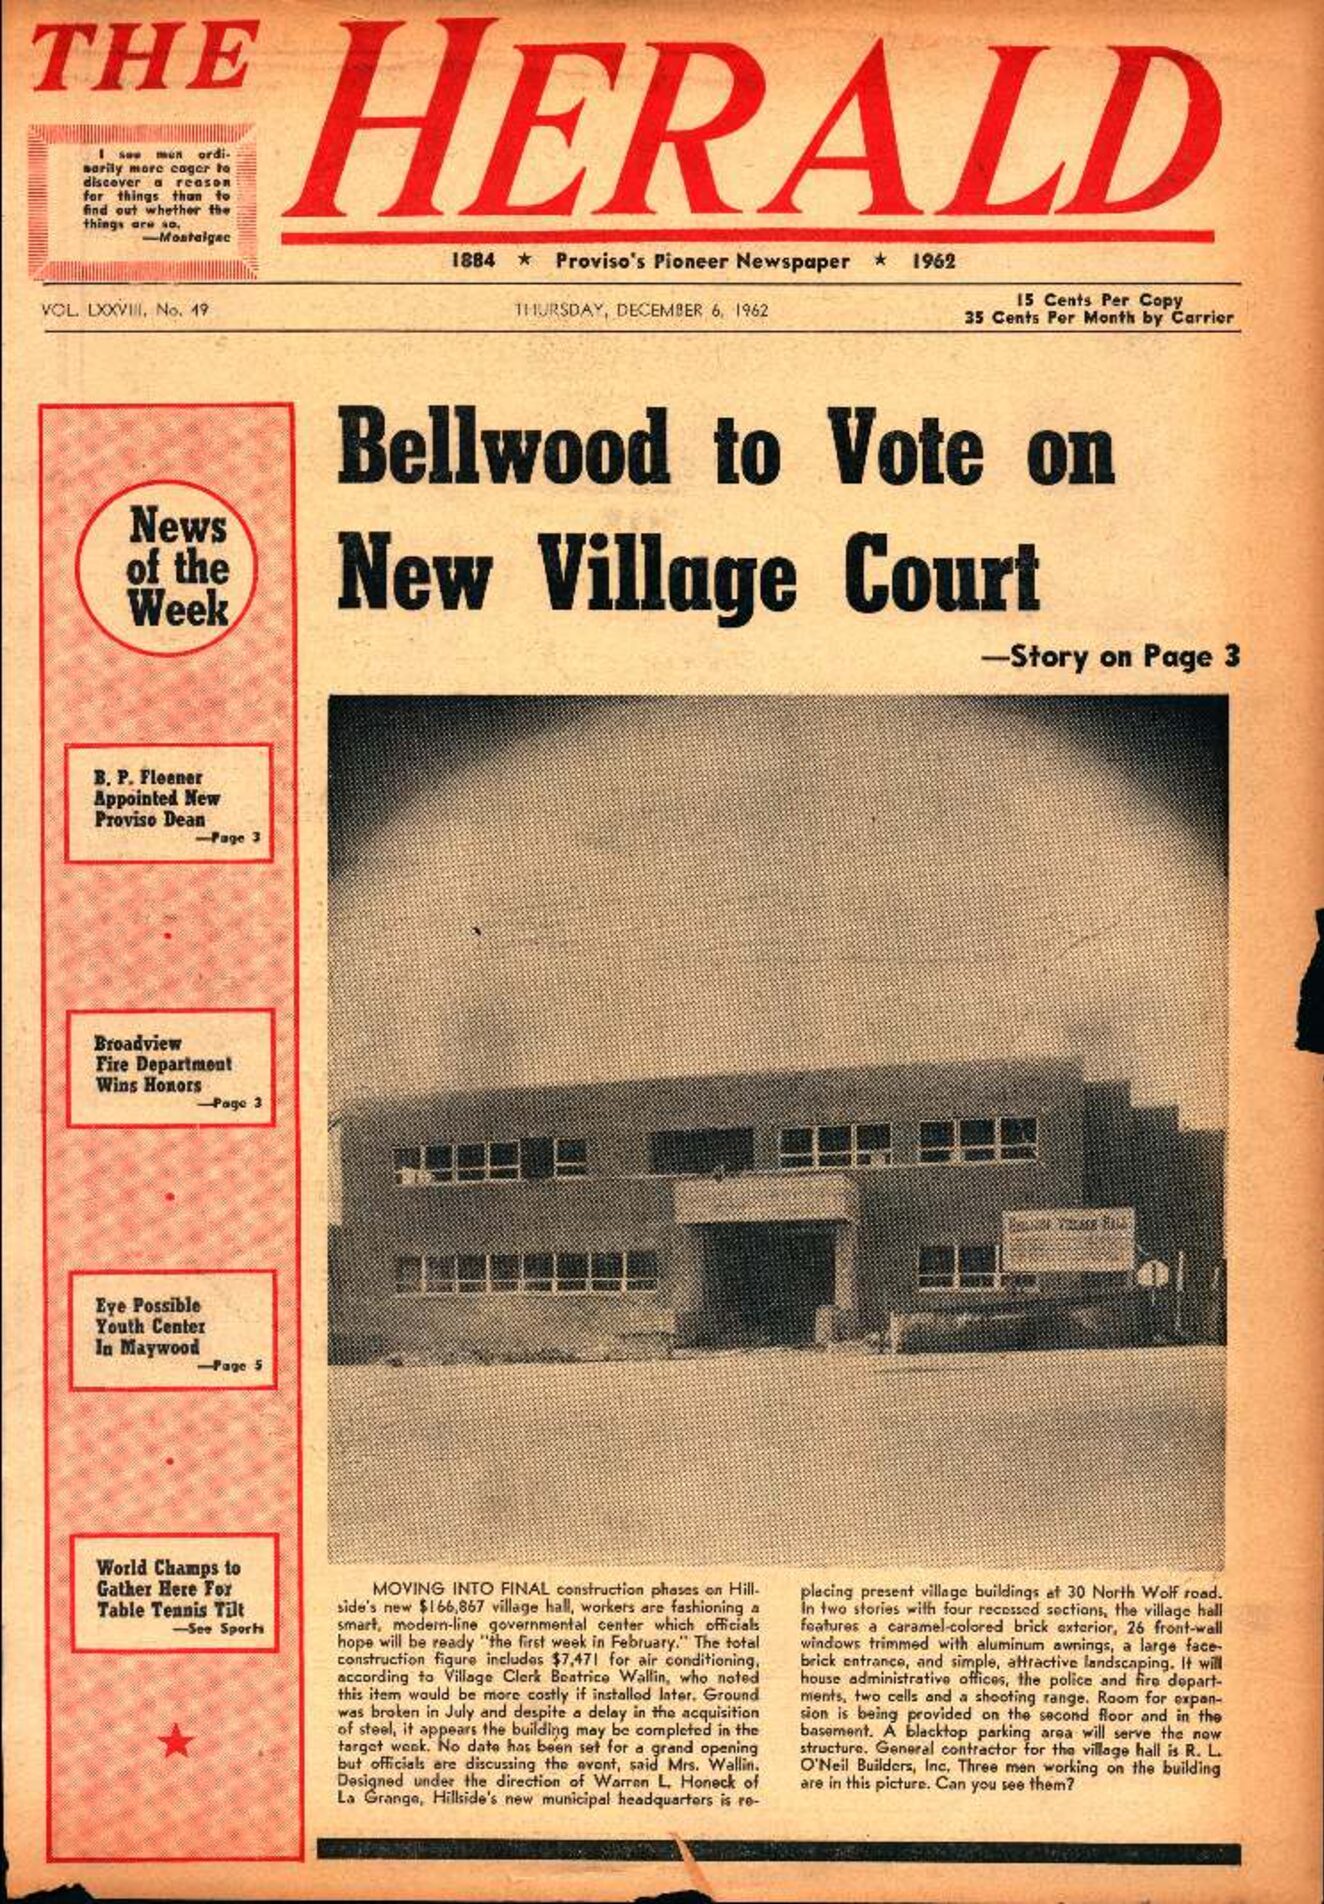 THE HERALD
I see men ordi-
narily more eager to
discover a reason
for things than to
find out whether the
things are so.
—Montaigne
1884 ★ Proviso's Pioneer Newspaper ★ 1962
VOL. LXXVIII, No. 49
THURSDAY, DECEMBER 6, 1962
15 Cents Per Copy
35 Cents Per Month by Carrier
News
of the
Week
B. P. Fleener
Appointed New
Proviso Dean
—Page 3
Broadview
Fire Department
Wins Honors
—Page 3
Eye Possible
Youth Center
In Maywood
—Page 5
World Champs to
Gather Here For
Table Tennis Tilt
—See Sports
Bellwood to Vote on
New Village Court
—Story on Page 3
VILLAGE HALL
MOVING INTO FINAL construction phases on Hill-
side's new $166,867 village hall, workers are fashioning a
smart, modern-line governmental center which officials
hope will be ready "the first week in February." The total
construction figure includes $7,471 for air conditioning,
according to Village Clerk Beatrice Wallin, who noted
this item would be more costly if installed later. Ground
was broken in July and despite a delay in the acquisition
of steel, it appears the building may be completed in the
target week. No date has been set for a grand opening
but officials are discussing the event, said Mrs. Wallin.
Designed under the direction of Warren L. Honeck of
La Grange, Hillside's new municipal headquarters is re-
placing present village buildings at 30 North Wolf road.
In two stories with four recessed sections, the village hall
features a caramel-colored brick exterior, 26 front-wall
windows trimmed with aluminum awnings, a large face-
brick entrance, and simple, attractive landscaping. It will
house administrative offices, the police and fire depart-
ments, two cells and a shooting range. Room for expan-
sion is being provided on the second floor and in the
basement. A blacktop parking area will serve the new
structure. General contractor for the village hall is R. L.
O'Neil Builders, Inc. Three men working on the building
are in this picture. Can you see them?